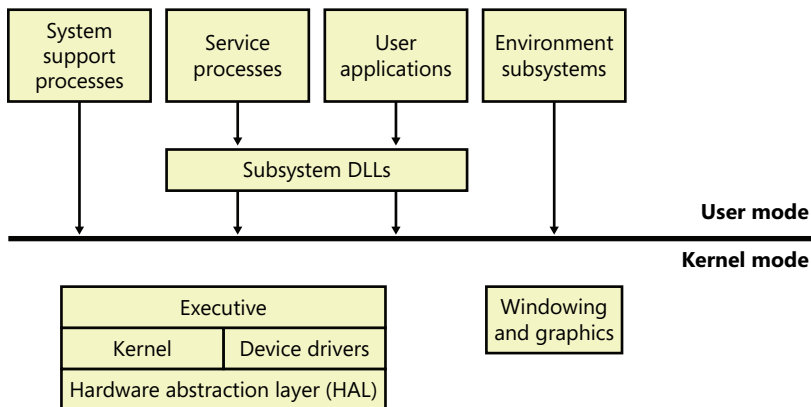 System
support
processes
Service
processes
User
applications
Environment
subsystems
Subsystem DLLs
User mode
Kernel mode
Executive
Kernel
Device drivers
Hardware abstraction layer (HAL)
Windowing
and graphics